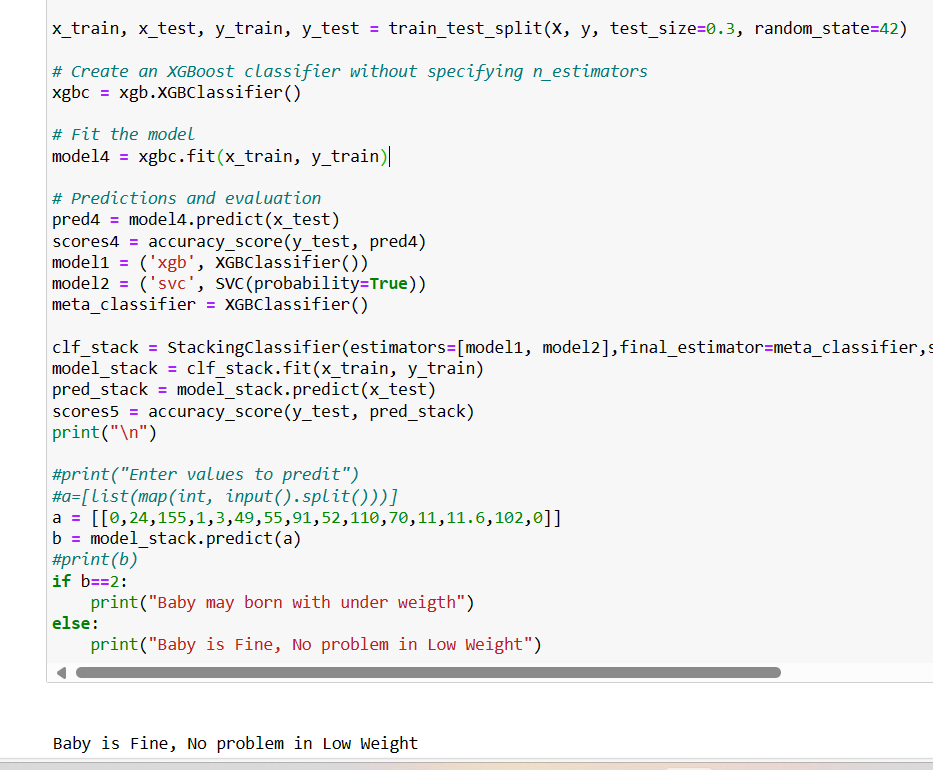 x_train, x_test, y_train, y_test = train_test_split(X, y, test_size=0.3, random_state=42)
# Create an XGBoost classifier without specifying n_estimators
xgbc = xgb.XGBClassifier()
# Fit the model
model4 = xgbc.fit(x_train, y_train)
# Predictions and evaluation
pred4 = model4.predict(x_test)
scores4 = accuracy_score(y_test, pred4)
model1 = ('xgb', XGBClassifier())
model2 = ('svc', SVC(probability=True))
meta_classifier = XGBClassifier()
clf_stack = StackingClassifier(estimators=[model1, model2],final_estimator=meta_classifier,s
model_stack = clf_stack.fit(x_train, y_train)
pred_stack = model_stack.predict(x_test)
scores5 = accuracy_score(y_test, pred_stack)
print("\n")
#print("Enter values to predit")
#a=[list(map(int, input().split()))]
a = [[0,24,155,1,3,49,55,91,52,110,70,11,11.6,102,0]]
b = model_stack.predict(a)
#print(b)
if b==2:
    print("Baby may born with under weigth")
else:
    print("Baby is Fine, No problem in Low Weight")
Baby is Fine, No problem in Low Weight